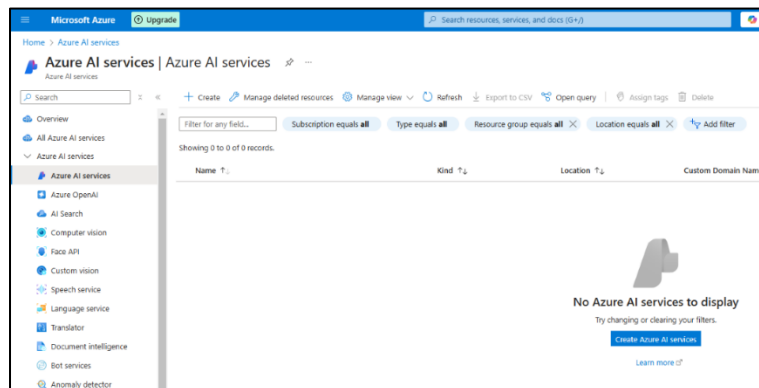 Microsoft Azure
Upgrade
Search resources, services, and docs (G+/)
Home > Azure AI services
Azure AI services | Azure AI services
Azure AI services
Search
Create
Manage deleted resources
Manage view
Refresh
Export to CSV
Open query
Assign tags
Delete
Overview
All Azure AI services
Azure AI services
Azure AI services
Azure OpenAI
AI Search
Computer vision
Face API
Custom vision
Speech service
Language service
Translator
Document intelligence
Bot services
Anomaly detector
Filter for any field...
Subscription equals all
Type equals all
Resource group equals all
Location equals all
Add filter
Showing 0 to 0 of 0 records.
Name
Kind
Location
Custom Domain Nam
No Azure AI services to display
Try changing or clearing your filters.
Create Azure AI services
Learn more